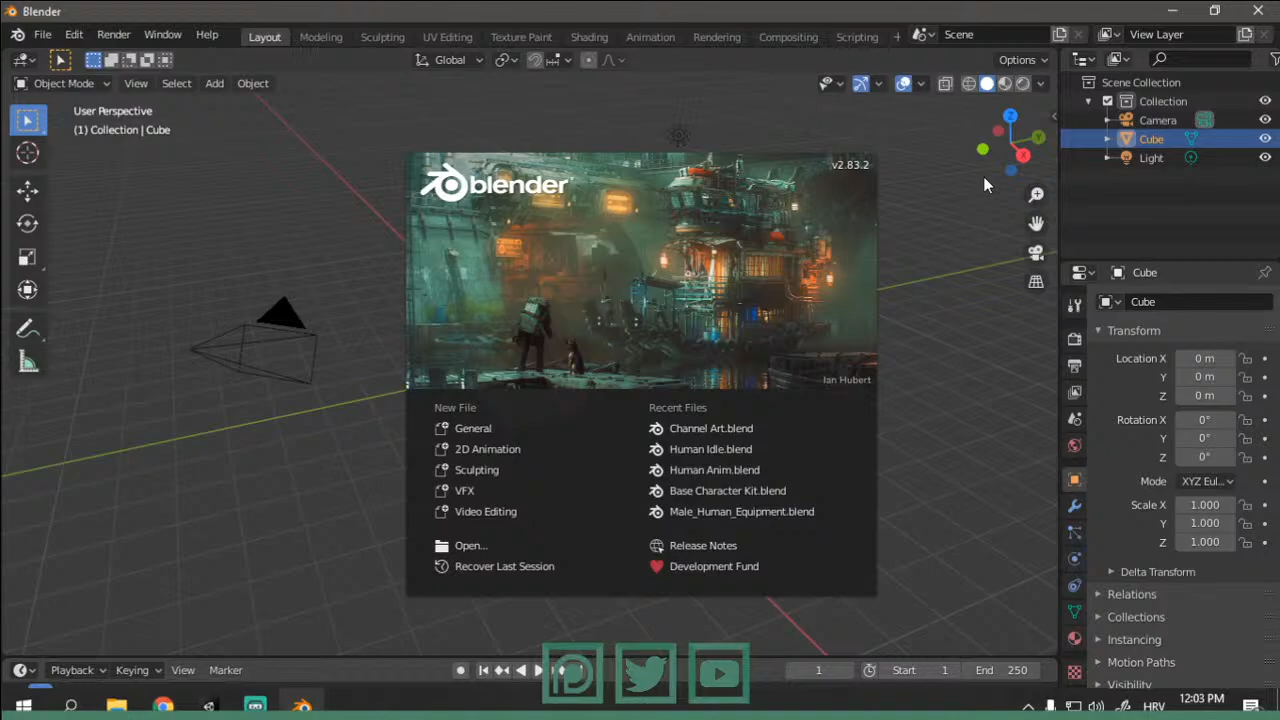 Blender
File Edit Render Window Help Layout Modeling Sculpting UV Editing Texture Paint Shading Animation Rendering Compositing Scripting + Scene View Layer
Global Options
Object Mode View Select Add Object
User Perspective
(1) Collection | Cube
Z
Y
X
Scene Collection
Collection
Camera
Cube
Light
blender
v2.83.2
Ian Hubert
New File
General
2D Animation
Sculpting
VFX
Video Editing
Open...
Recover Last Session
Recent Files
Channel Art.blend
Human Idle.blend
Human Anim.blend
Base Character Kit.blend
Male_Human_Equipment.blend
Release Notes
Development Fund
Cube
Cube
Transform
Location X 0 m
Y 0 m
Z 0 m
Rotation X 0°
Y 0°
Z 0°
Mode XYZ Eul...
Scale X 1.000
Y 1.000
Z 1.000
Delta Transform
Relations
Collections
Instancing
Motion Paths
Visibility
Playback Keying View Marker 1 Start 1 End 250
HRV 12:03 PM